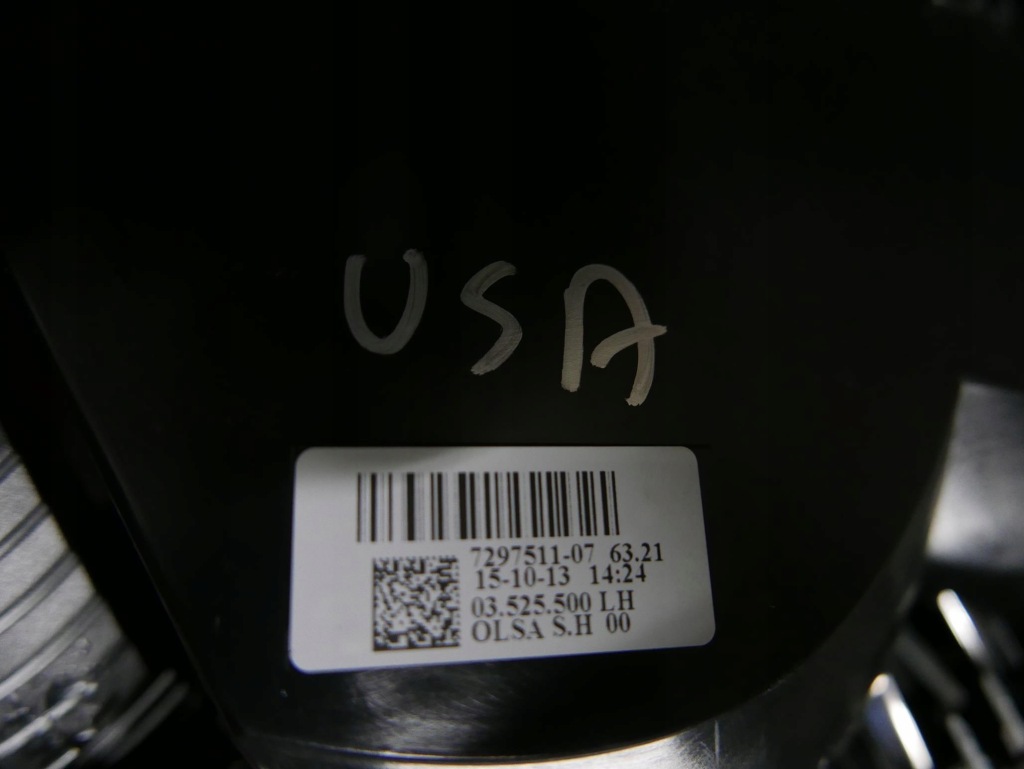 USA
7297511-07 63.21
15-10-13 14:24
03.525.500 LH
OLSA S.H 00